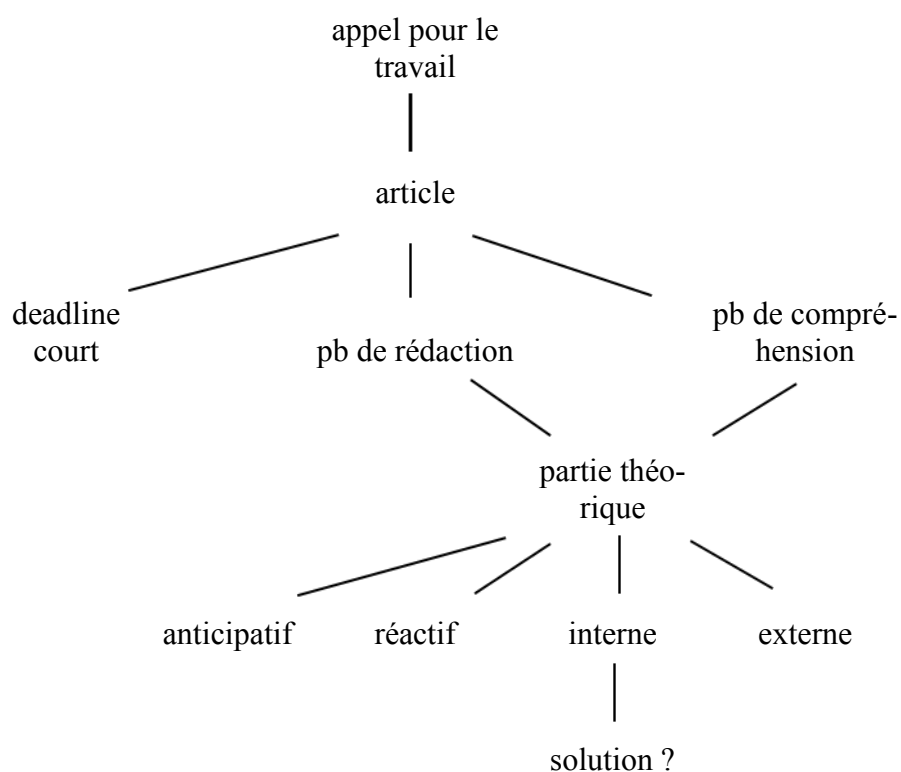 appel pour le
travail
article
deadline
court
pb de rédaction
pb de compré-
hension
partie théo-
rique
anticipatif
réactif
interne
externe
solution ?